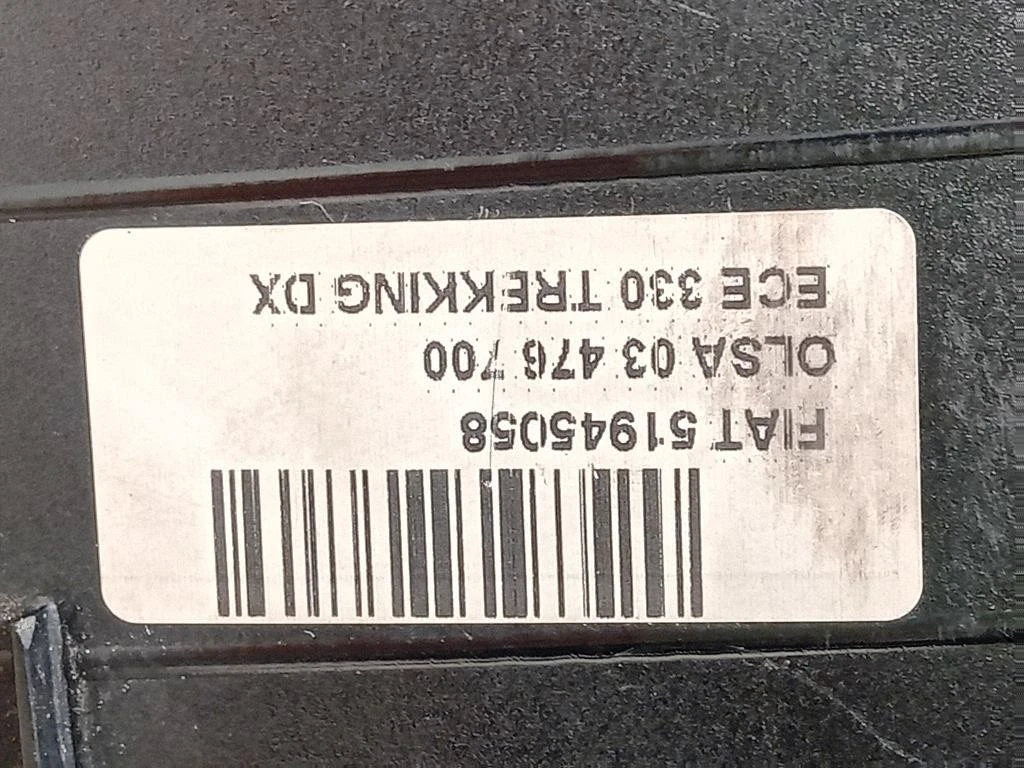 FIAT 51945058
OLSA 03 476 700
ECE 330 TREKKING DX